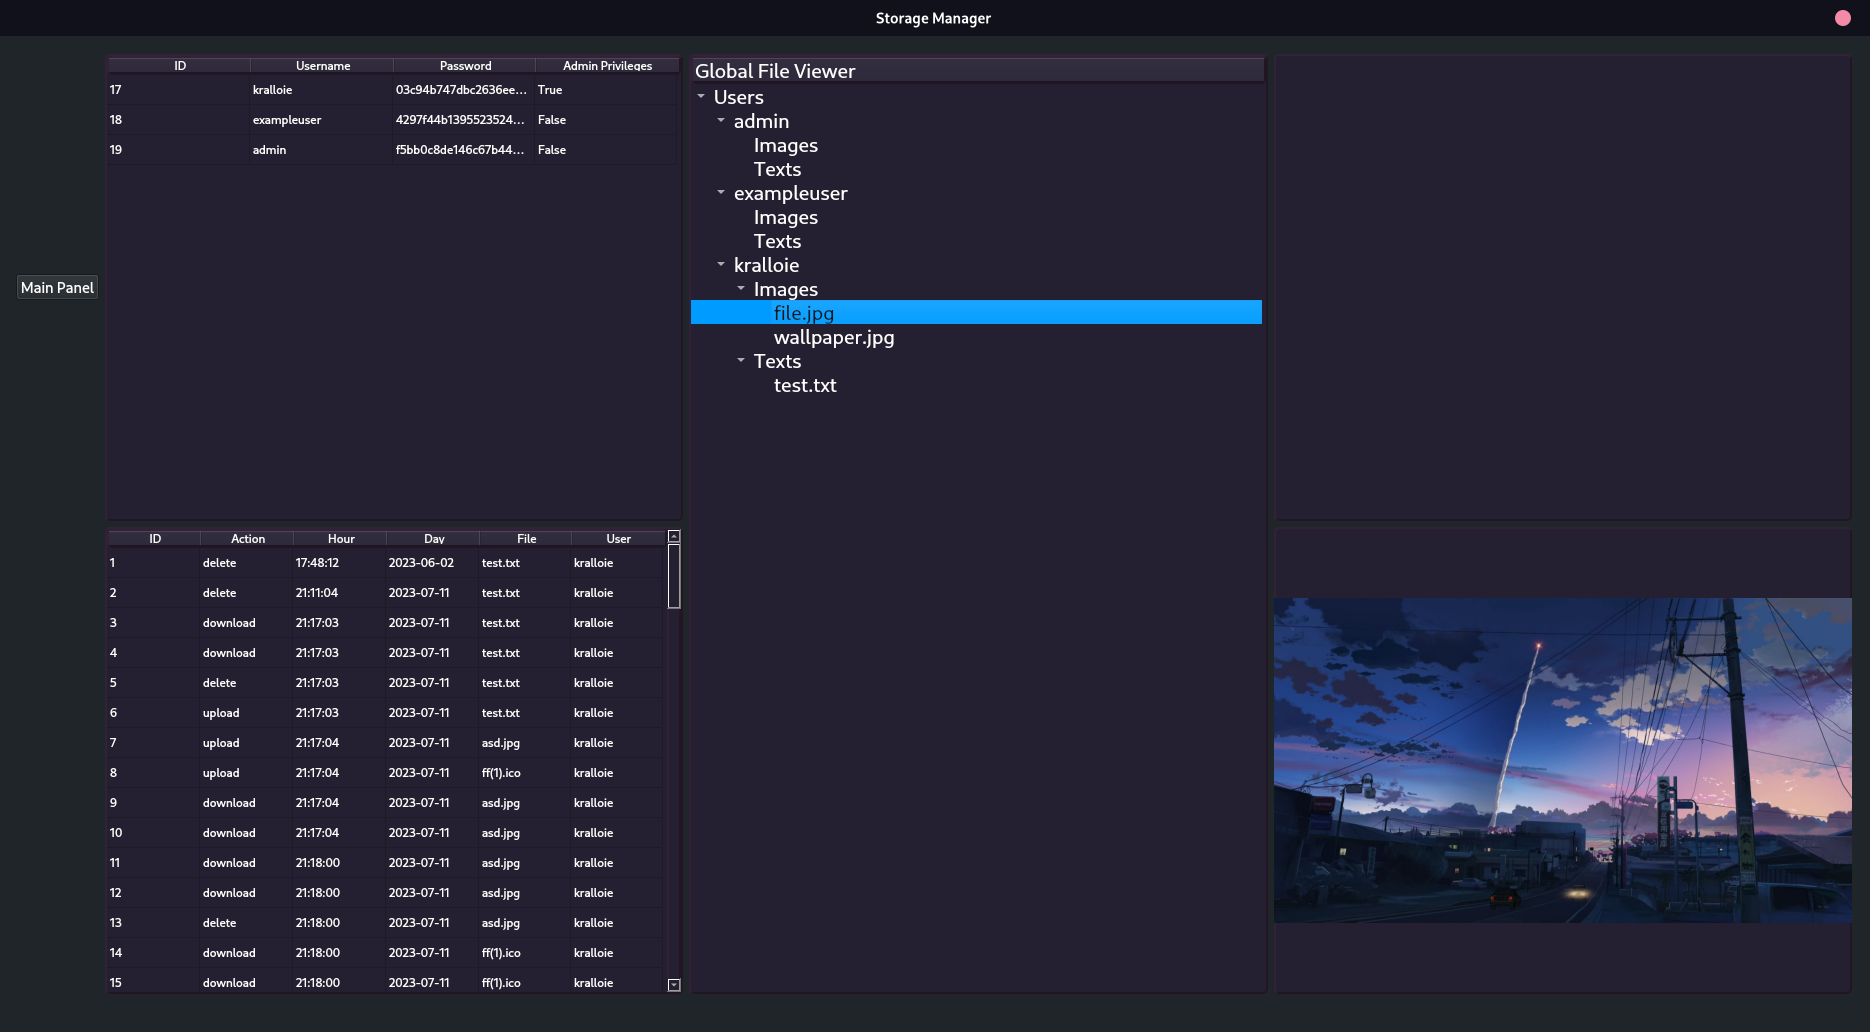 Storage Manager
Main Panel
ID Username Password Admin Privileges
17 kralloie 03c94b747dbc2636ee... True
18 exampleuser 4297f44b1395523524... False
19 admin f5bb0c8de146c67b44... False
ID Action Hour Day File User
1 delete 17:48:12 2023-06-02 test.txt kralloie
2 delete 21:11:04 2023-07-11 test.txt kralloie
3 download 21:17:03 2023-07-11 test.txt kralloie
4 download 21:17:03 2023-07-11 test.txt kralloie
5 delete 21:17:03 2023-07-11 test.txt kralloie
6 upload 21:17:03 2023-07-11 test.txt kralloie
7 upload 21:17:04 2023-07-11 asd.jpg kralloie
8 upload 21:17:04 2023-07-11 ff(1).ico kralloie
9 download 21:17:04 2023-07-11 asd.jpg kralloie
10 download 21:17:04 2023-07-11 asd.jpg kralloie
11 download 21:18:00 2023-07-11 asd.jpg kralloie
12 download 21:18:00 2023-07-11 asd.jpg kralloie
13 delete 21:18:00 2023-07-11 asd.jpg kralloie
14 download 21:18:00 2023-07-11 ff(1).ico kralloie
15 download 21:18:00 2023-07-11 ff(1).ico kralloie
Global File Viewer
Users
admin
Images
Texts
exampleuser
Images
Texts
kralloie
Images
file.jpg
wallpaper.jpg
Texts
test.txt